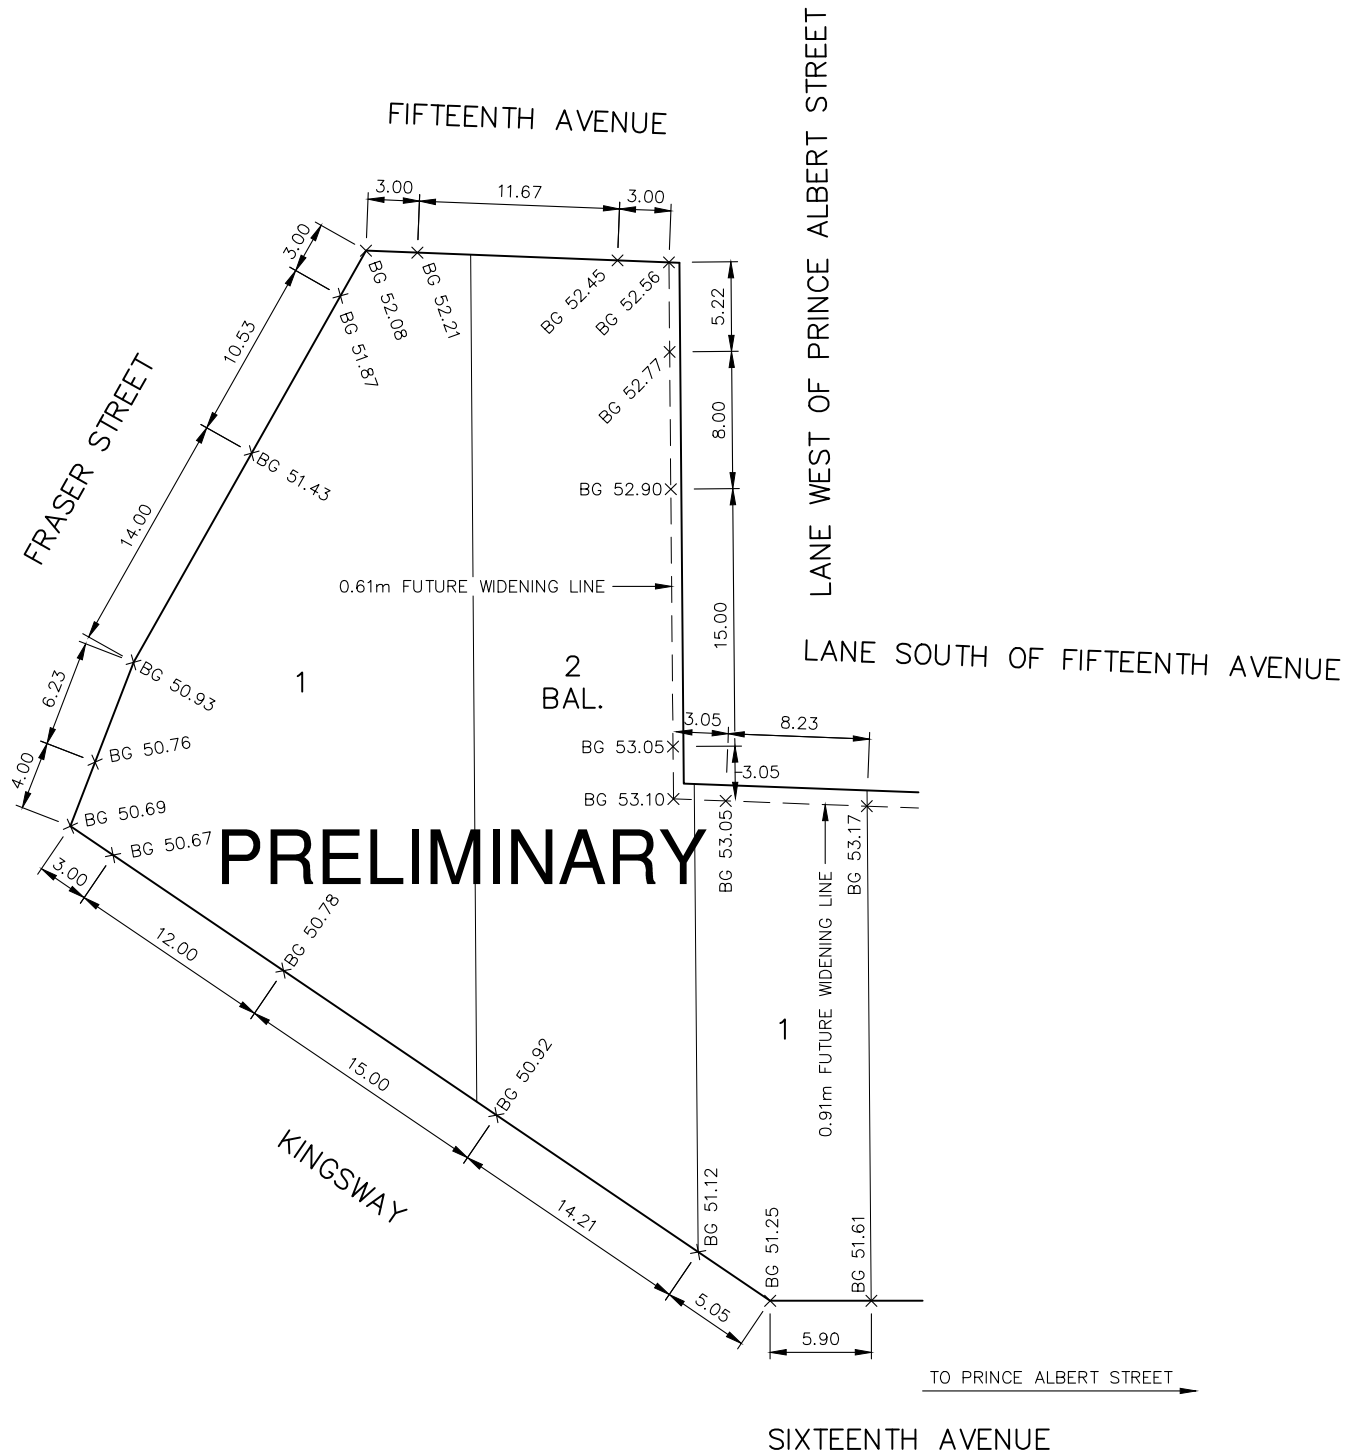 LANE WEST OF PRINCE ALBERT STREET
FIFTEENTH AVENUE
3.00
11.67
3.00
3.00
BG 52.08
BG 52.21
BG 52.45
BG 52.56
5.22
10.53
BG 51.87
BG 52.77
8.00
FRASER STREET
BG 51.43
BG 52.90
14.00
0.61m FUTURE WIDENING LINE
15.00
LANE SOUTH OF FIFTEENTH AVENUE
6.23
BG 50.93
1
2
BAL.
3.05
8.23
4.00
BG 50.76
BG 53.05
3.05
BG 50.69
BG 53.10
BG 50.67
PRELIMINARY
BG 53.05
BG 53.17
3.00
12.00
BG 50.78
0.91m FUTURE WIDENING LINE
1
15.00
BG 50.92
KINGSWAY
14.21
BG 51.12
BG 51.25
BG 51.61
5.05
5.90
TO PRINCE ALBERT STREET
SIXTEENTH AVENUE